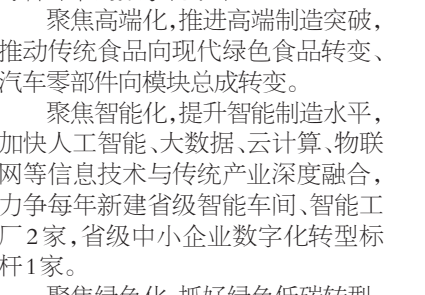 聚焦高端化,推进高端制造突破,
推动传统食品向现代绿色食品转变、
汽车零部件向模块总成转变。
聚焦智能化,提升智能制造水平,
加快人工智能、大数据、云计算、物联
网等信息技术与传统产业深度融合,
力争每年新建省级智能车间、智能工
厂2家,省级中小企业数字化转型标
杆1家。
聚焦绿色化,抓好绿色低碳转型,